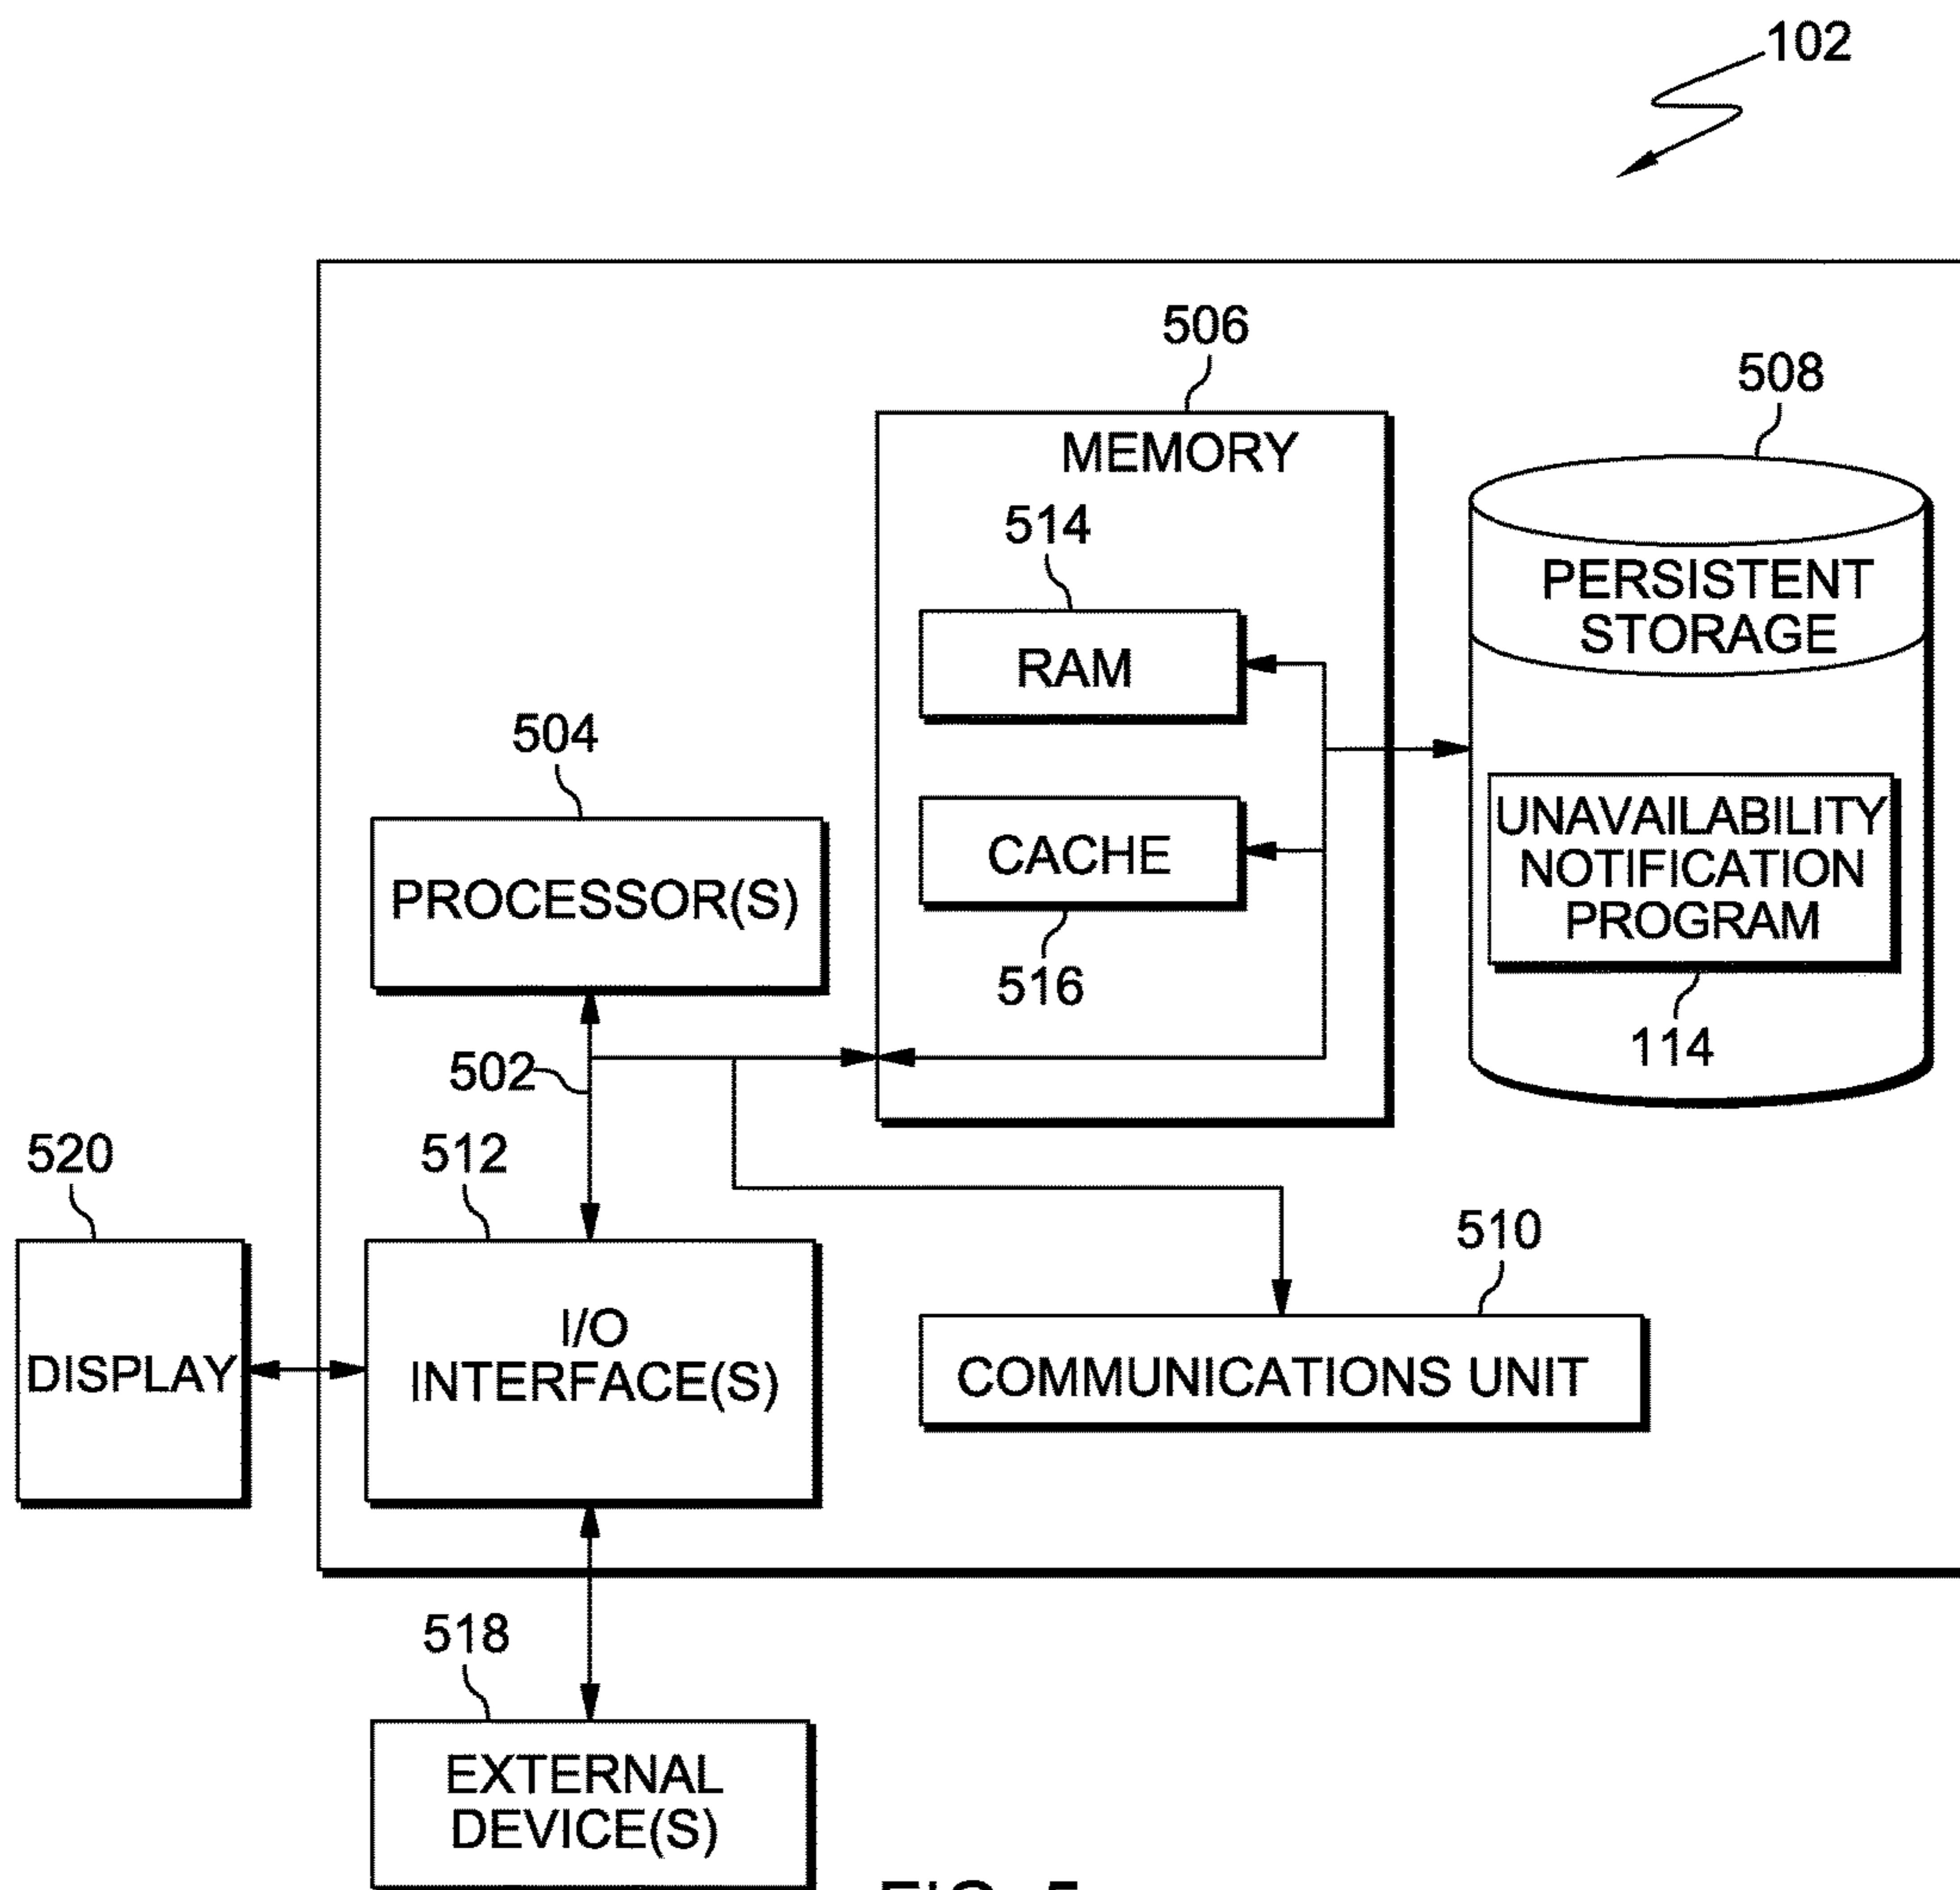 102
506
508
MEMORY
514
PERSISTENT
STORAGE
RAM
504
UNAVAILABILITY
NOTIFICATION
PROGRAM
CACHE
PROCESSOR(S)
516
114
502
520
512
510
I/O
INTERFACE(S)
DISPLAY
COMMUNICATIONS UNIT
518
EXTERNAL
DEVICE(S)